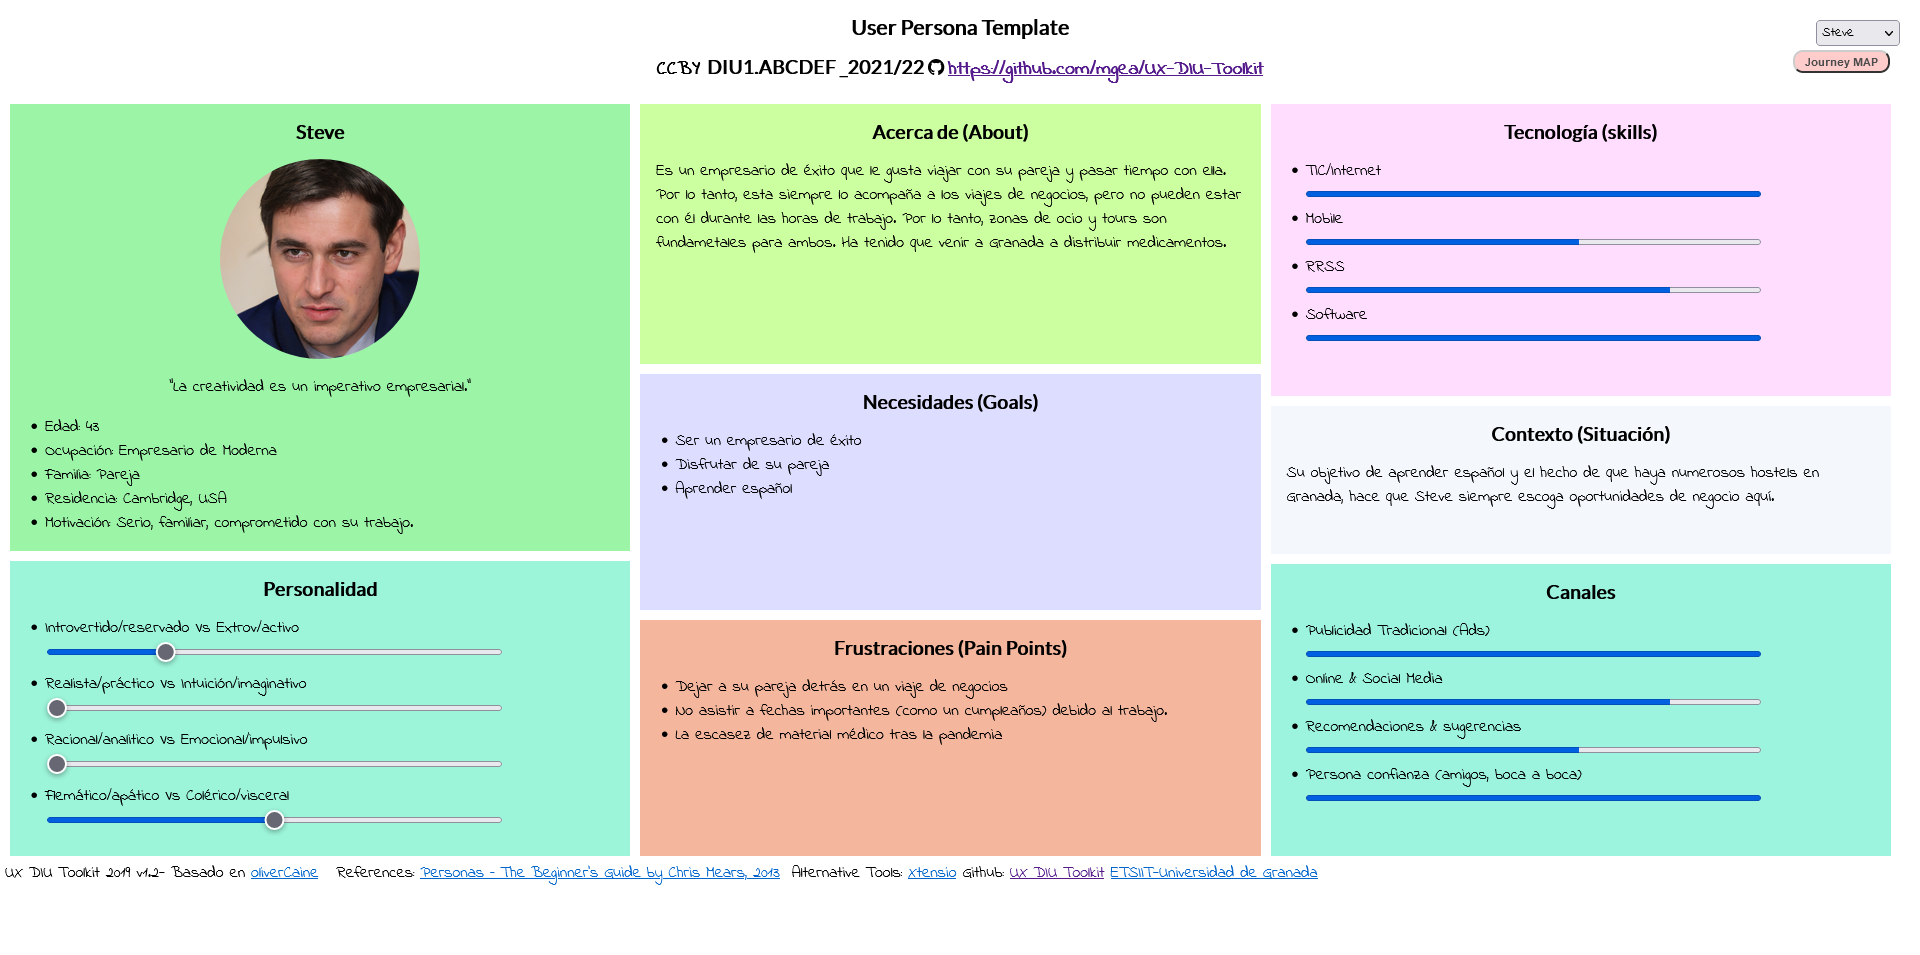 User Persona Template
Steve
CCBY DIU1.ABCDEF _2021/22 https://github.com/mgea/UX-DIU-Toolkit
Journey MAP
Steve
"La creatividad es un imperativo empresarial."
Edad: 43
Ocupación: Empresario de Moderna
Familia: Pareja
Residencia: Cambridge, USA
Motivación: Serio, familiar, comprometido con su trabajo.
Personalidad
Introvertido/reservado Vs Extrov/activo
Realista/práctico Vs Intuición/imaginativo
Racional/analitico Vs Emocional/impulsivo
Flemático/apático Vs Colérico/visceral
Acerca de (About)
Es un empresario de éxito que le gusta viajar con su pareja y pasar tiempo con ella.
Por lo tanto, esta siempre lo acompaña a los viajes de negocios, pero no pueden estar
con él durante las horas de trabajo. Por lo tanto, zonas de ocio y tours son
fundametales para ambos. Ha tenido que venir a Granada a distribuir medicamentos.
Necesidades (Goals)
Ser un empresario de éxito
Disfrutar de su pareja
Aprender español
Frustraciones (Pain Points)
Dejar a su pareja detrás en un viaje de negocios
No asistir a fechas importantes (como un cumpleaños) debido al trabajo.
La escasez de material médico tras la pandemia
Tecnología (skills)
TIC/Internet
Mobile
RRSS
Software
Contexto (Situación)
Su objetivo de aprender español y el hecho de que haya numerosos hostels en
Granada, hace que Steve siempre escoga oportunidades de negocio aquí.
Canales
Publicidad Tradicional (Ads)
Online & Social Media
Recomendaciones & sugerencias
Persona confianza (amigos, boca a boca)
UX DIU Toolkit 2019 v1.2- Basado en oliverCaine References: Personas - The Beginner's Guide by Chris Mears, 2013 Alternative Tools: Xtensio Github: UX DIU Toolkit ETSIIT-Universidad de Granada